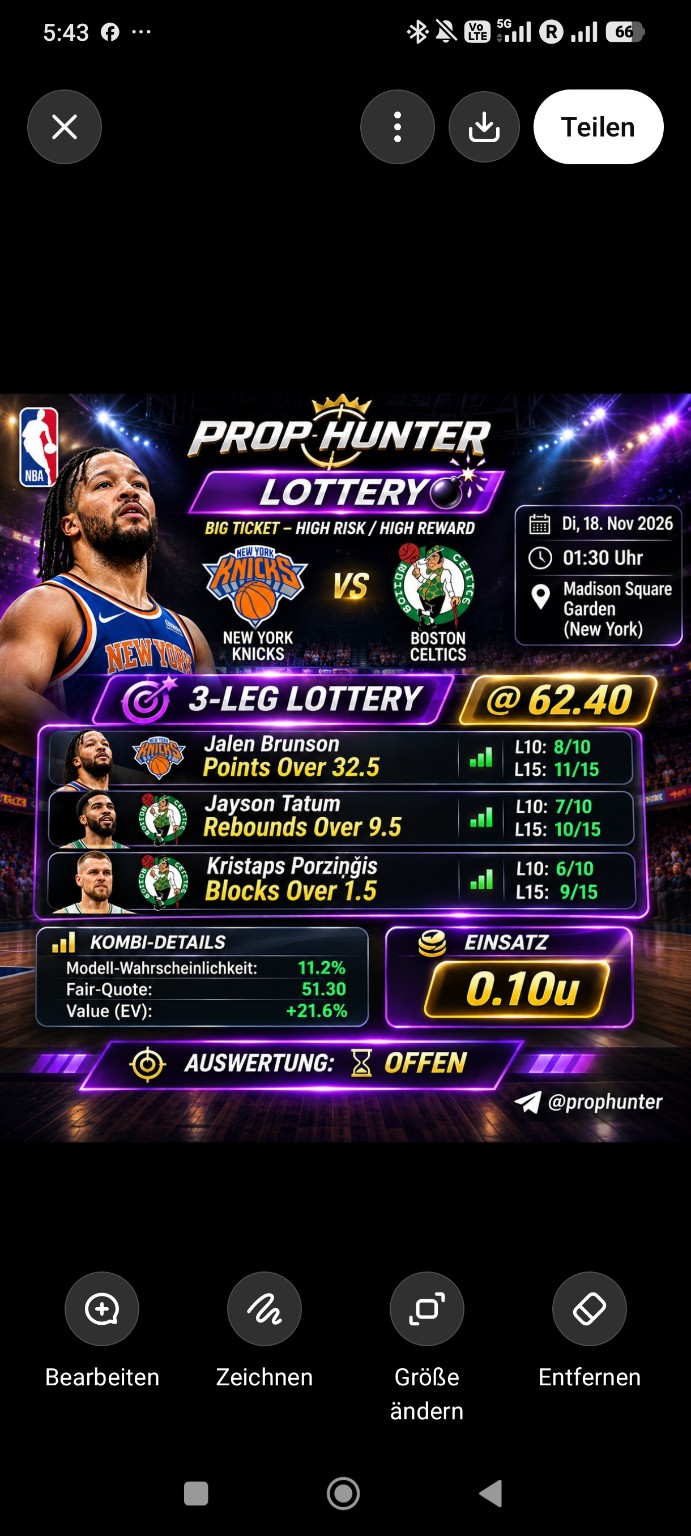 5:43
VoLTE 5G R 66
Teilen
NBA
PROP HUNTER
LOTTERY
BIG TICKET – HIGH RISK / HIGH REWARD
Di, 18. Nov 2026
01:30 Uhr
Madison Square
Garden
(New York)
NEW YORK
KNICKS
VS
BOSTON
CELTICS
NEW YORK
KNICKS
BOSTON
CELTICS
NEW YORK
3-LEG LOTTERY
@ 62.40
Jalen Brunson
Points Over 32.5
L10: 8/10
L15: 11/15
Jayson Tatum
Rebounds Over 9.5
L10: 7/10
L15: 10/15
Kristaps Porziņģis
Blocks Over 1.5
L10: 6/10
L15: 9/15
KOMBI-DETAILS
Modell-Wahrscheinlichkeit: 11.2%
Fair-Quote: 51.30
Value (EV): +21.6%
EINSATZ
0.10u
AUSWERTUNG: OFFEN
@prophunter
Bearbeiten
Zeichnen
Größe
ändern
Entfernen